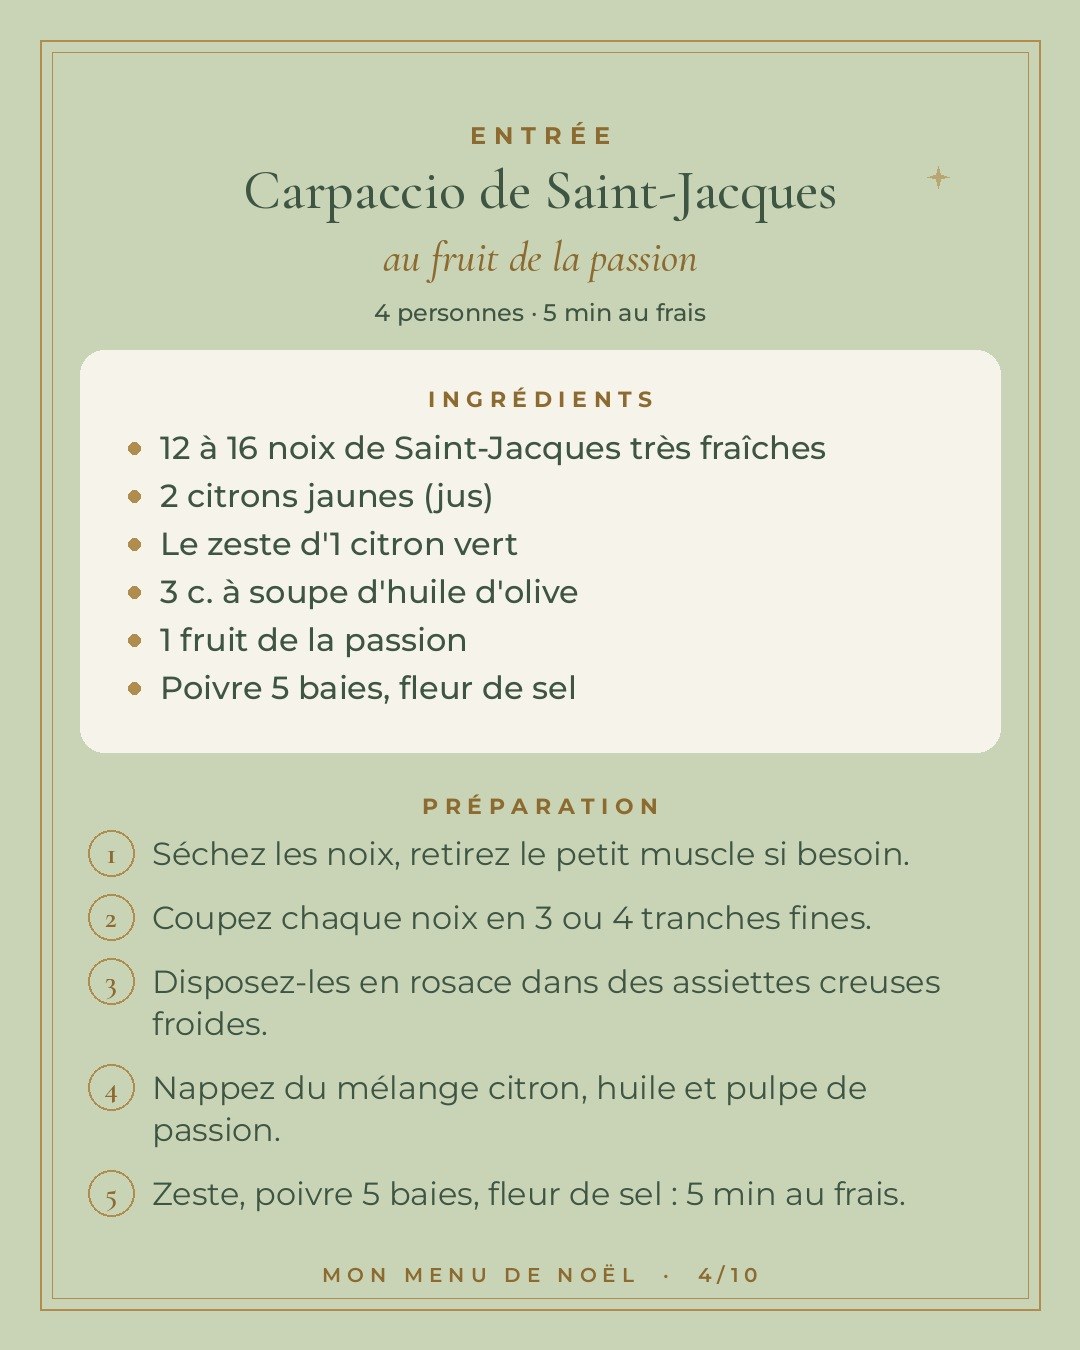 ENTRÉE
Carpaccio de Saint-Jacques
au fruit de la passion
4 personnes · 5 min au frais
INGRÉDIENTS
12 à 16 noix de Saint-Jacques très fraîches
2 citrons jaunes (jus)
Le zeste d'1 citron vert
3 c. à soupe d'huile d'olive
1 fruit de la passion
Poivre 5 baies, fleur de sel
PRÉPARATION
1 Séchez les noix, retirez le petit muscle si besoin.
2 Coupez chaque noix en 3 ou 4 tranches fines.
3 Disposez-les en rosace dans des assiettes creuses
froides.
4 Nappez du mélange citron, huile et pulpe de
passion.
5 Zeste, poivre 5 baies, fleur de sel : 5 min au frais.
MON MENU DE NOËL · 4/10